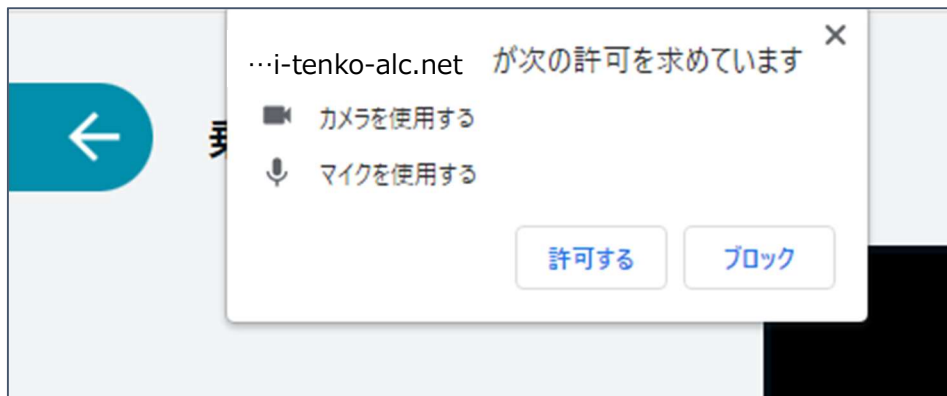 …i-tenko-alc.net が次の許可を求めています
カメラを使用する
マイクを使用する
許可する ブロック